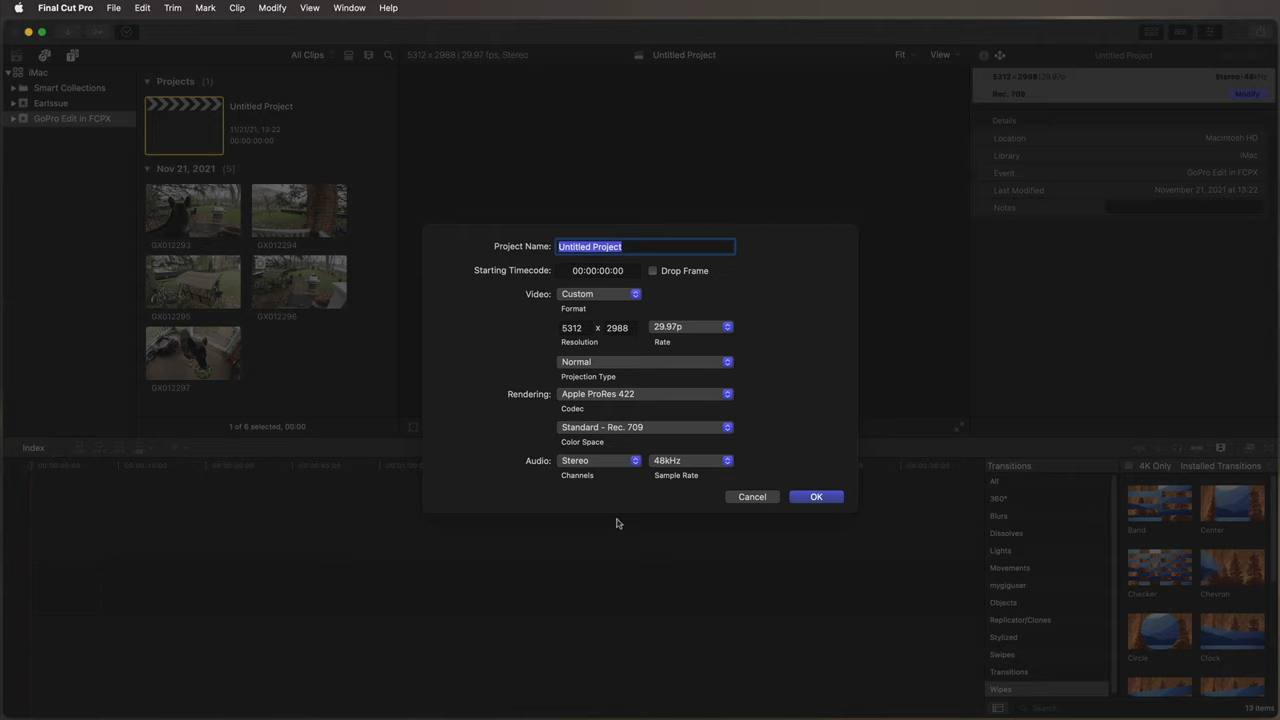 Final Cut Pro File Edit Trim Mark Clip Modify View Window Help
All Clips 5312 x 2988 | 29.97 fps, Stereo Untitled Project Fit View Untitled Project
iMac Projects (1) 5312 x 2988 | 29.97p Stereo | 48kHz
Smart Collections Rec. 709 Modify
EarIssue Untitled Project
GoPro Edit in FCPX 11/21/21, 13:22
00:00:00:00
Details
Location Macintosh HD
Library iMac
Nov 21, 2021 (5) Event GoPro Edit in FCPX
Last Modified November 21, 2021 at 13:22
Notes
GX012293 GX012294
GX012295 GX012296
GX012297
1 of 6 selected, 00:00
Project Name: Untitled Project
Starting Timecode: 00:00:00:00 Drop Frame
Video: Custom
Format
5312 x 2988 29.97p
Resolution Rate
Normal
Projection Type
Rendering: Apple ProRes 422
Codec
Standard - Rec. 709
Color Space
Audio: Stereo 48kHz
Channels Sample Rate
Cancel OK
Index
Transitions 4K Only Installed Transitions
All
360°
Blurs
Dissolves
Lights
Movements
mygiguser
Objects
Replicator/Clones
Stylized
Swipes
Transitions
Wipes
Band Center
Checker Chevron
Circle Clock
Search 13 items